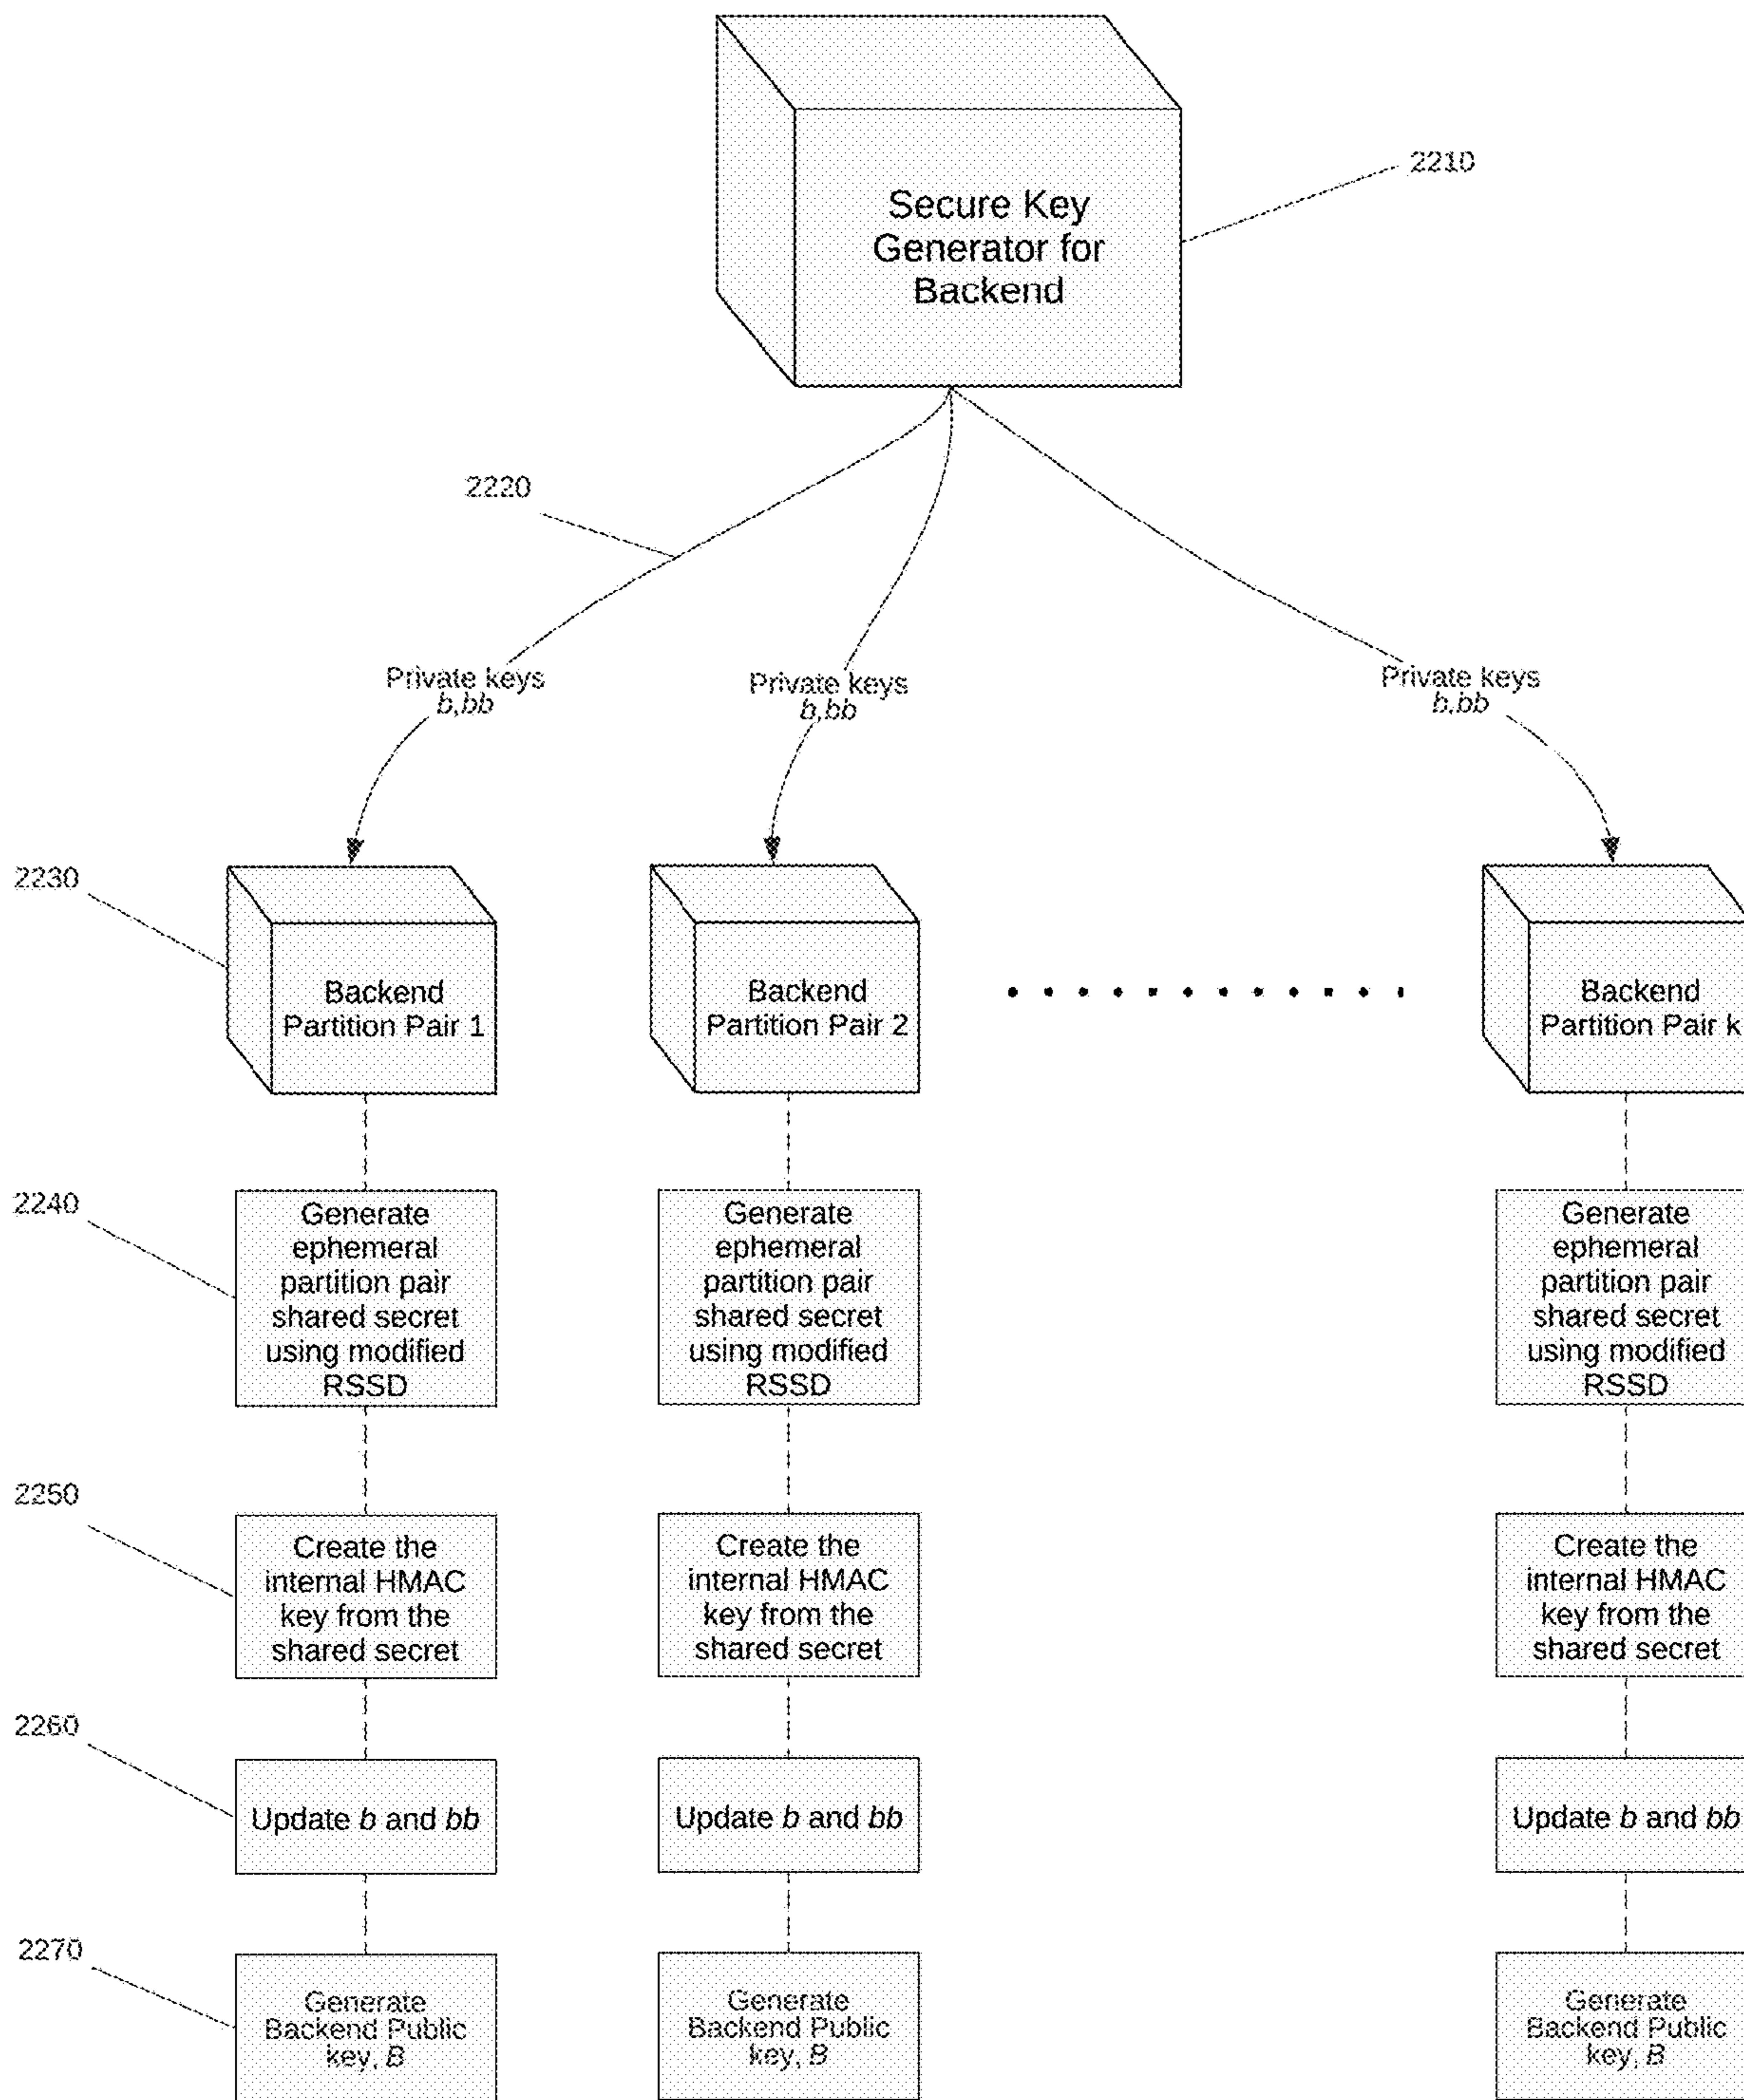 Secure Key
Generator for
Backend
2210
2220
Private keys
b,bb
Private keys
b,bb
Private keys
b,bb
2230
Backend
Partition Pair 1
Backend
Partition Pair 2
Backend
Partition Pair k
2240
Generate
ephemeral
partition pair
shared secret
using modified
RSSD
Generate
ephemeral
partition pair
shared secret
using modified
RSSD
Generate
ephemeral
partition pair
shared secret
using modified
RSSD
2250
Create the
internal HMAC
key from the
shared secret
Create the
internal HMAC
key from the
shared secret
Create the
internal HMAC
key from the
shared secret
2260
Update b and bb
Update b and bb
Update b and bb
2270
Generate
Backend Public
key, B
Generate
Backend Public
key, B
Generate
Backend Public
key, B